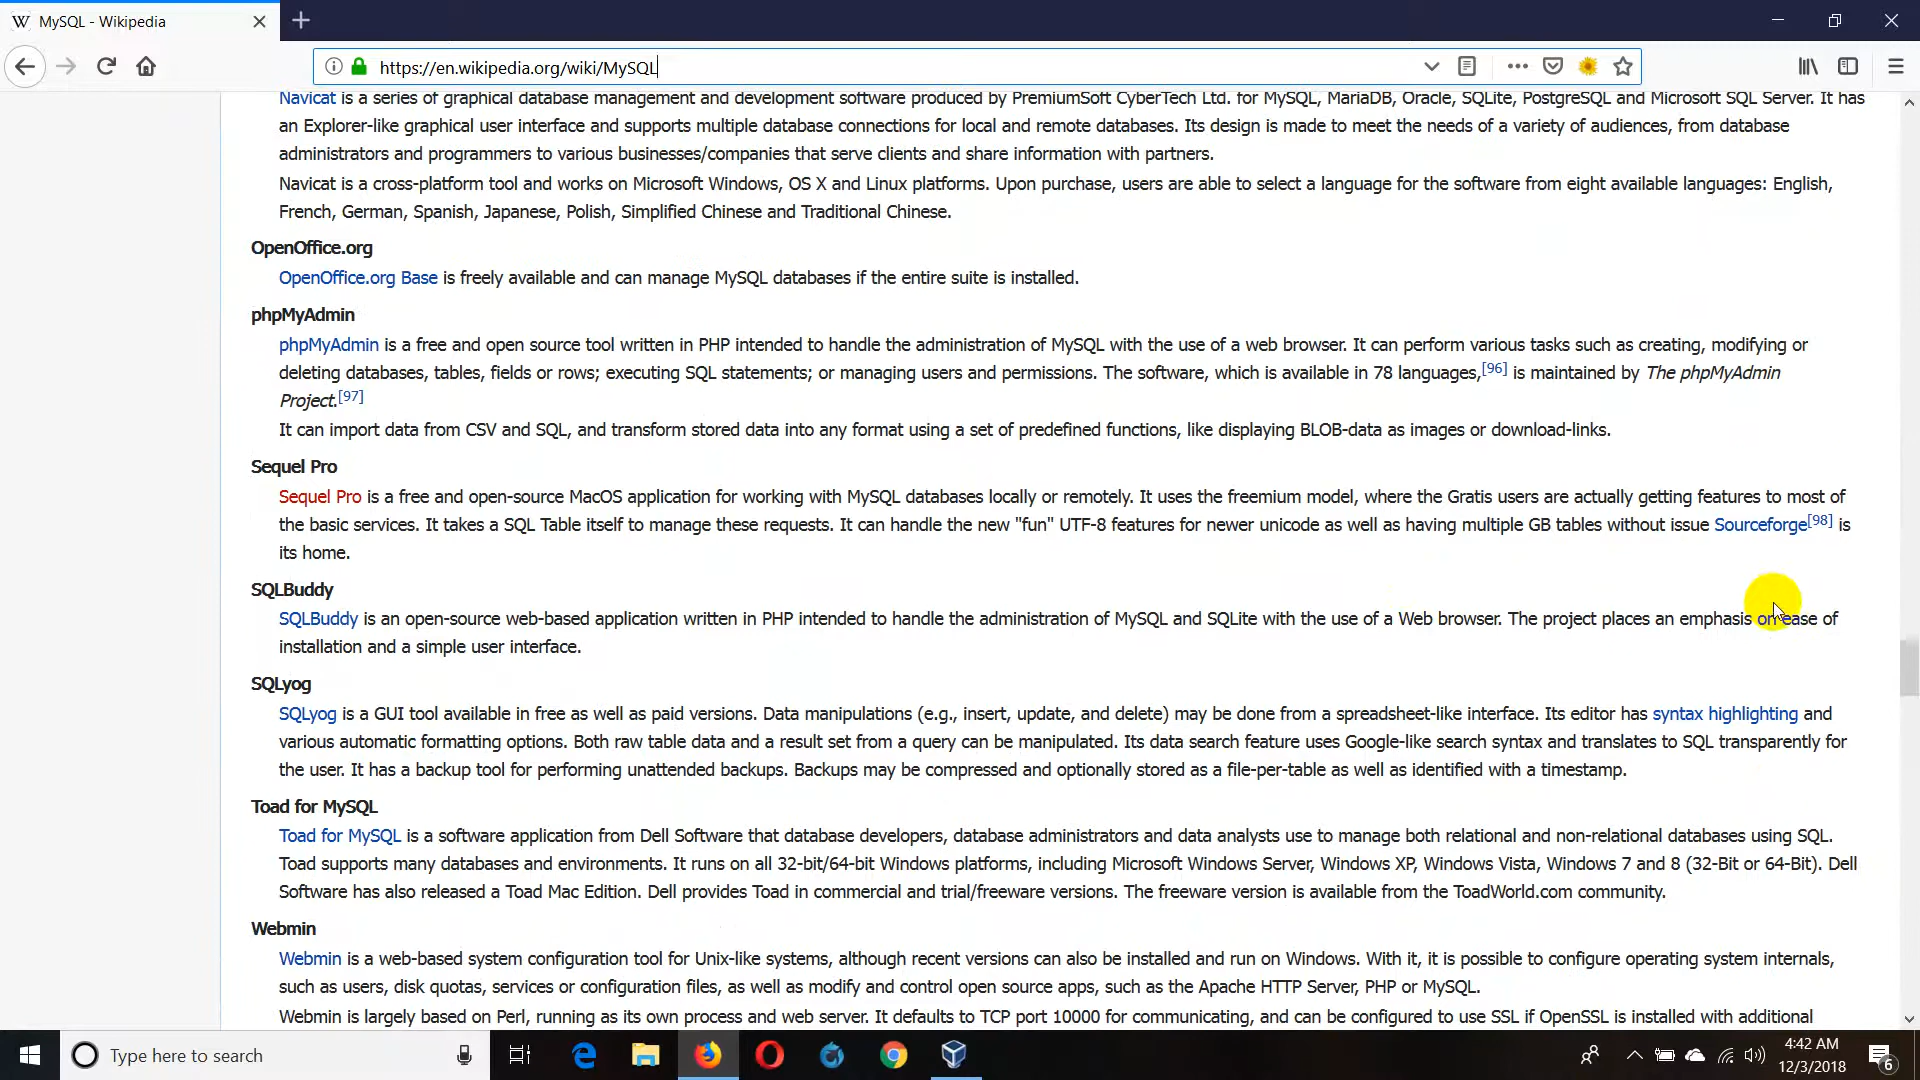 MySQL - Wikipedia
https://en.wikipedia.org/wiki/MySQL
Navicat is a series of graphical database management and development software produced by PremiumSoft CyberTech Ltd. for MySQL, MariaDB, Oracle, SQLite, PostgreSQL and Microsoft SQL Server. It has
an Explorer-like graphical user interface and supports multiple database connections for local and remote databases. Its design is made to meet the needs of a variety of audiences, from database
administrators and programmers to various businesses/companies that serve clients and share information with partners.
Navicat is a cross-platform tool and works on Microsoft Windows, OS X and Linux platforms. Upon purchase, users are able to select a language for the software from eight available languages: English,
French, German, Spanish, Japanese, Polish, Simplified Chinese and Traditional Chinese.
OpenOffice.org
OpenOffice.org Base is freely available and can manage MySQL databases if the entire suite is installed.
phpMyAdmin
phpMyAdmin is a free and open source tool written in PHP intended to handle the administration of MySQL with the use of a web browser. It can perform various tasks such as creating, modifying or
deleting databases, tables, fields or rows; executing SQL statements; or managing users and permissions. The software, which is available in 78 languages,[96] is maintained by The phpMyAdmin
Project.[97]
It can import data from CSV and SQL, and transform stored data into any format using a set of predefined functions, like displaying BLOB-data as images or download-links.
Sequel Pro
Sequel Pro is a free and open-source MacOS application for working with MySQL databases locally or remotely. It uses the freemium model, where the Gratis users are actually getting features to most of
the basic services. It takes a SQL Table itself to manage these requests. It can handle the new "fun" UTF-8 features for newer unicode as well as having multiple GB tables without issue Sourceforge[98] is
its home.
SQLBuddy
SQLBuddy is an open-source web-based application written in PHP intended to handle the administration of MySQL and SQLite with the use of a Web browser. The project places an emphasis on ease of
installation and a simple user interface.
SQLyog
SQLyog is a GUI tool available in free as well as paid versions. Data manipulations (e.g., insert, update, and delete) may be done from a spreadsheet-like interface. Its editor has syntax highlighting and
various automatic formatting options. Both raw table data and a result set from a query can be manipulated. Its data search feature uses Google-like search syntax and translates to SQL transparently for
the user. It has a backup tool for performing unattended backups. Backups may be compressed and optionally stored as a file-per-table as well as identified with a timestamp.
Toad for MySQL
Toad for MySQL is a software application from Dell Software that database developers, database administrators and data analysts use to manage both relational and non-relational databases using SQL.
Toad supports many databases and environments. It runs on all 32-bit/64-bit Windows platforms, including Microsoft Windows Server, Windows XP, Windows Vista, Windows 7 and 8 (32-Bit or 64-Bit). Dell
Software has also released a Toad Mac Edition. Dell provides Toad in commercial and trial/freeware versions. The freeware version is available from the ToadWorld.com community.
Webmin
Webmin is a web-based system configuration tool for Unix-like systems, although recent versions can also be installed and run on Windows. With it, it is possible to configure operating system internals,
such as users, disk quotas, services or configuration files, as well as modify and control open source apps, such as the Apache HTTP Server, PHP or MySQL.
Webmin is largely based on Perl, running as its own process and web server. It defaults to TCP port 10000 for communicating, and can be configured to use SSL if OpenSSL is installed with additional
Type here to search
4:42 AM
12/3/2018
6